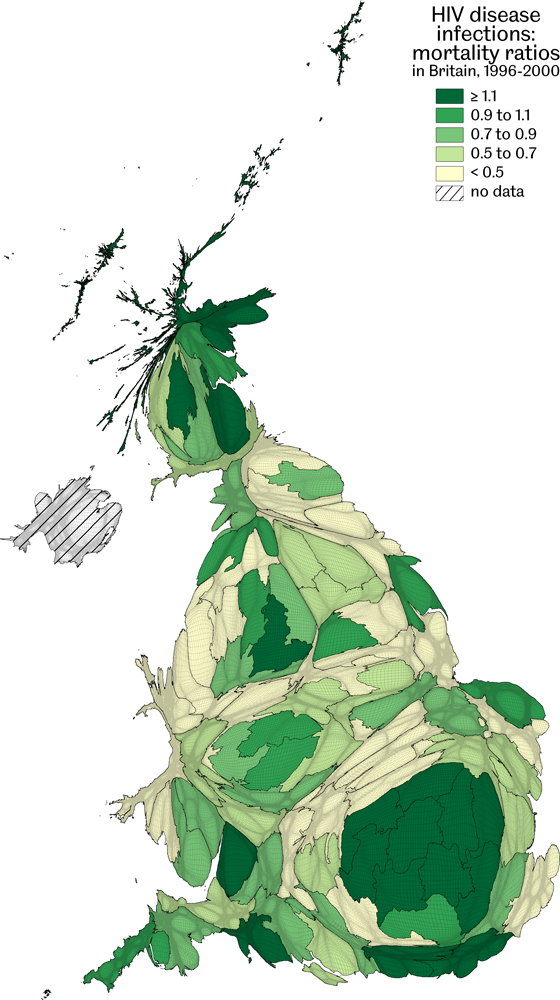 HIV disease
infections:
mortality ratios
in Britain, 1996-2000
≥ 1.1
0.9 to 1.1
0.7 to 0.9
0.5 to 0.7
< 0.5
no data